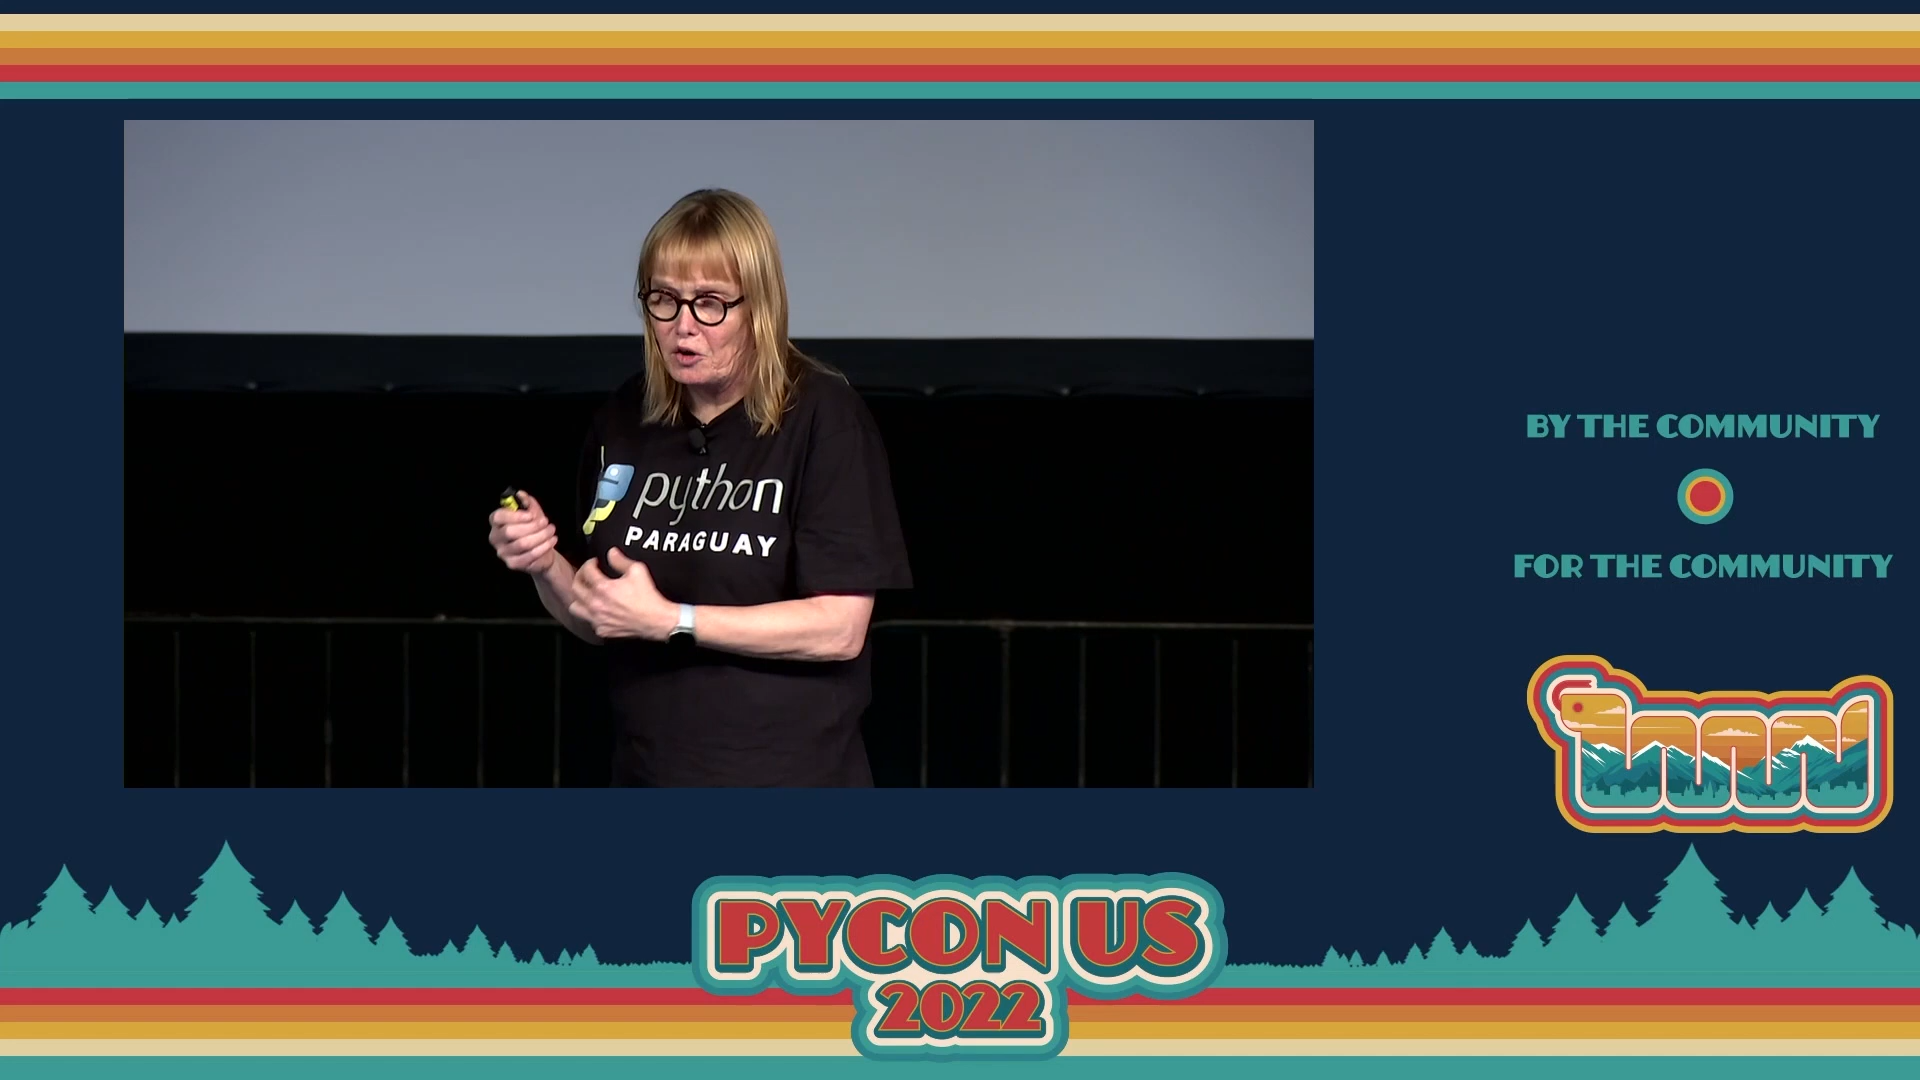 python
PARAGUAY
BY THE COMMUNITY
FOR THE COMMUNITY
PYCON US
2022